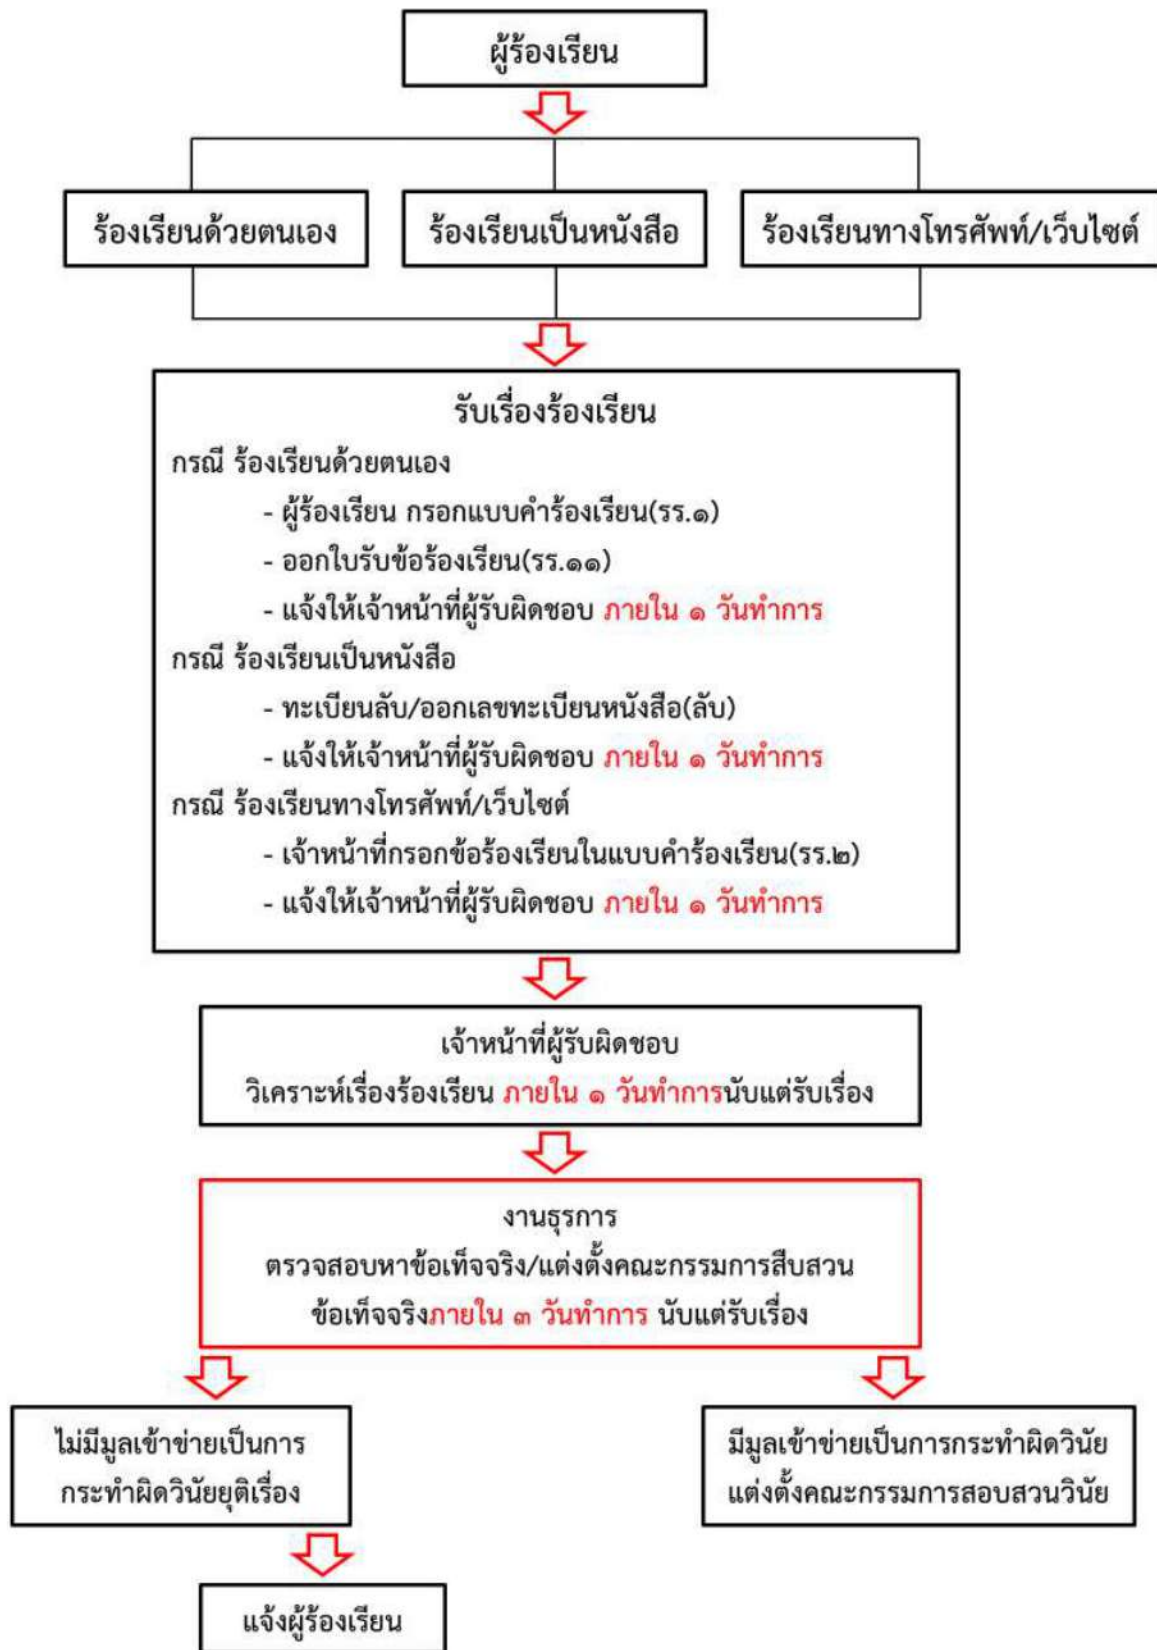 ผู้ร้องเรียน
ร้องเรียนด้วยตนเอง
ร้องเรียนเป็นหนังสือ
ร้องเรียนทางโทรศัพท์/เว็บไซต์
รับเรื่องร้องเรียน
กรณี ร้องเรียนด้วยตนเอง
- ผู้ร้องเรียน กรอกแบบคำร้องเรียน(รร.๑)
- ออกใบรับข้อร้องเรียน(รร.๑๑)
- แจ้งให้เจ้าหน้าที่ผู้รับผิดชอบ ภายใน ๑ วันทำการ
กรณี ร้องเรียนเป็นหนังสือ
- ทะเบียนลับ/ออกเลขทะเบียนหนังสือ(ลับ)
- แจ้งให้เจ้าหน้าที่ผู้รับผิดชอบ ภายใน ๑ วันทำการ
กรณี ร้องเรียนทางโทรศัพท์/เว็บไซต์
- เจ้าหน้าที่กรอกข้อร้องเรียนในแบบคำร้องเรียน(รร.๒)
- แจ้งให้เจ้าหน้าที่ผู้รับผิดชอบ ภายใน ๑ วันทำการ
เจ้าหน้าที่ผู้รับผิดชอบ
วิเคราะห์เรื่องร้องเรียน ภายใน ๑ วันทำการนับแต่รับเรื่อง
งานธุรการ
ตรวจสอบหาข้อเท็จจริง/แต่งตั้งคณะกรรมการสืบสวน
ข้อเท็จจริงภายใน ๓ วันทำการ นับแต่รับเรื่อง
ไม่มีมูลเข้าข่ายเป็นการ
กระทำผิดวินัยยุติเรื่อง
มีมูลเข้าข่ายเป็นการกระทำผิดวินัย
แต่งตั้งคณะกรรมการสอบสวนวินัย
แจ้งผู้ร้องเรียน